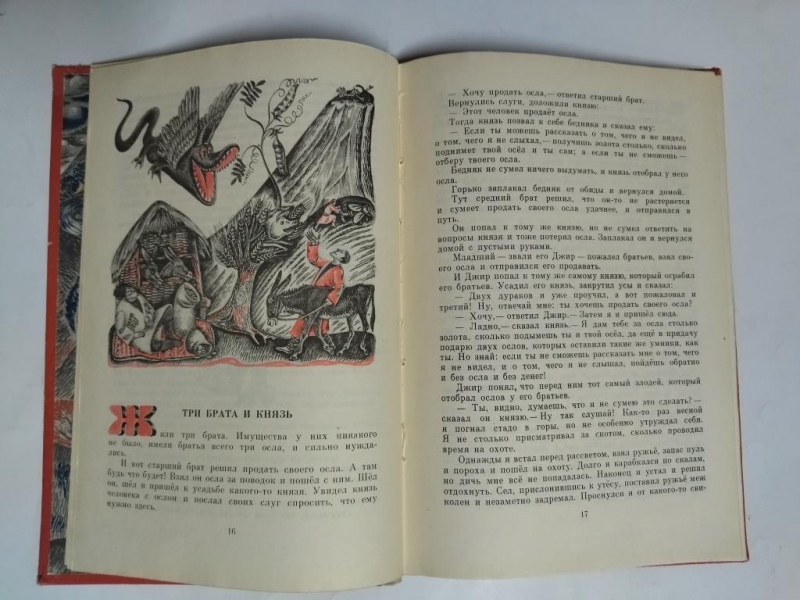 ТРИ БРАТА И КНЯЗЬ
Жили три брата. Имущества у них никакого
не было, имели братья всего три осла, и сильно нужда-
лись.
И вот старший брат решил продать своего осла. А там
будь что будет! Взял он осла за поводок и пошёл с ним. Шёл
он, шёл и пришёл к усадьбе какого-то князя. Увидел князь
человека с ослом и послал своих слуг спросить, что ему
нужно здесь.
16
— Хочу продать осла,— ответил старший брат.
Вернулись слуги, доложили князю:
— Этот человек продаёт осла.
Тогда князь позвал к себе бедняка и сказал ему:
— Если ты можешь рассказать о том, чего я не видел,
о том, чего я не слыхал,— получишь золота столько, сколько
поднимет твой осёл и ты сам; а если ты не сможешь—
отберу твоего осла.
Бедняк не сумел ничего выдумать, и князь отобрал у него
осла.
Горько заплакал бедняк от обиды и вернулся домой.
Тут средний брат решил, что он-то не растеряется
и сумеет продать своего осла удачнее, и отправился в
путь.
Он попал к тому же князю, но не сумел ответить на
вопросы князя и тоже потерял осла. Заплакал он и вернулся
домой с пустыми руками.
Младший — звали его Джир — пожалел братьев, взял сво-
его осла и отправился его продавать.
И Джир попал к тому же самому князю, который ограбил
его братьев. Усадил его князь, закрутил усы и сказал:
— Двух дураков я уже проучил, а вот пожаловал и
третий! Ну, отвечай мне: ты хочешь продать своего осла?
— Хочу,— ответил Джир.— Затем я и пришёл сюда.
— Ладно,— сказал князь.— Я дам тебе за осла столько
золота, сколько подымешь ты и твой осёл, да ещё в придачу
подарю двух ослов, которых оставили такие же умники, как
ты. Но знай: если ты не сможешь рассказать мне о том, чего
я не видел, и о том, чего я не слышал, пойдёшь обратно
и без осла и без денег!
Джир понял, что перед ним тот самый злодей, который
отобрал ослов у его братьев.
— Ты, видно, думаешь, что я не сумею это сделать?—
сказал он князю.— Ну так слушай! Как-то раз весной
я погнал стадо в горы, но не особенно утруждал себя.
Я не столько присматривал за скотом, сколько проводил
время на охоте.
Однажды я встал перед рассветом, взял ружьё, запас пуль
и пороха и пошёл на охоту. Долго я карабкался по скалам,
но дичь мне всё не попадалась. Наконец я устал и решил
отдохнуть. Сел, прислонившись к утёсу, поставил ружьё меж
колен и незаметно задремал. Проснулся я от какого-то сви-
17